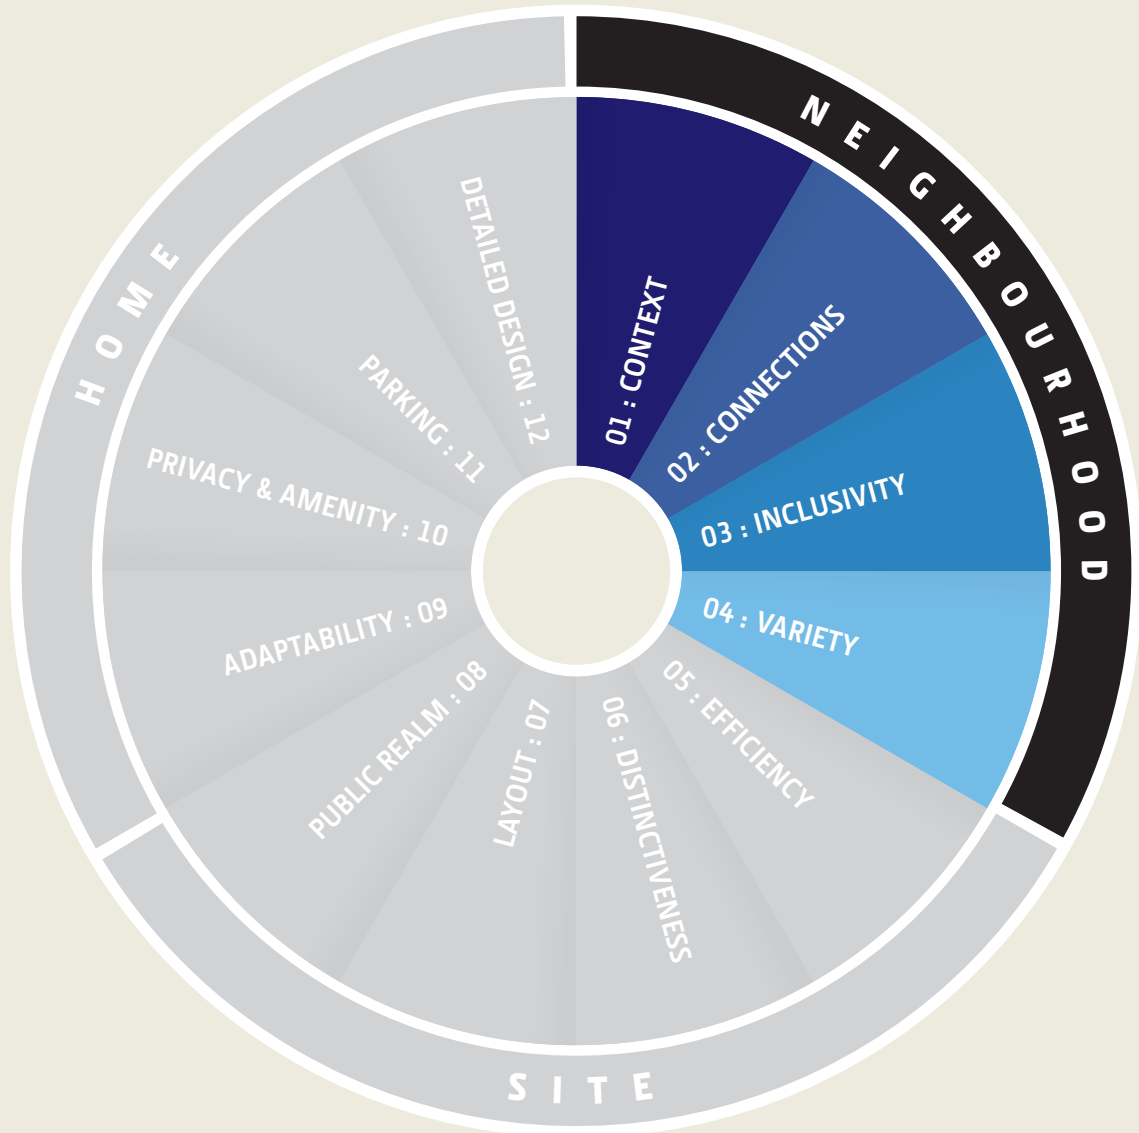 NEIGHBOURHOOD
01 : CONTEXT
02 : CONNECTIONS
03 : INCLUSIVITY
04 : VARIETY
SITE
05 : EFFICIENCY
06 : DISTINCTIVENESS
LAYOUT : 07
PUBLIC REALM : 08
HOME
ADAPTABILITY : 09
PRIVACY & AMENITY : 10
PARKING : 11
DETAILED DESIGN : 12